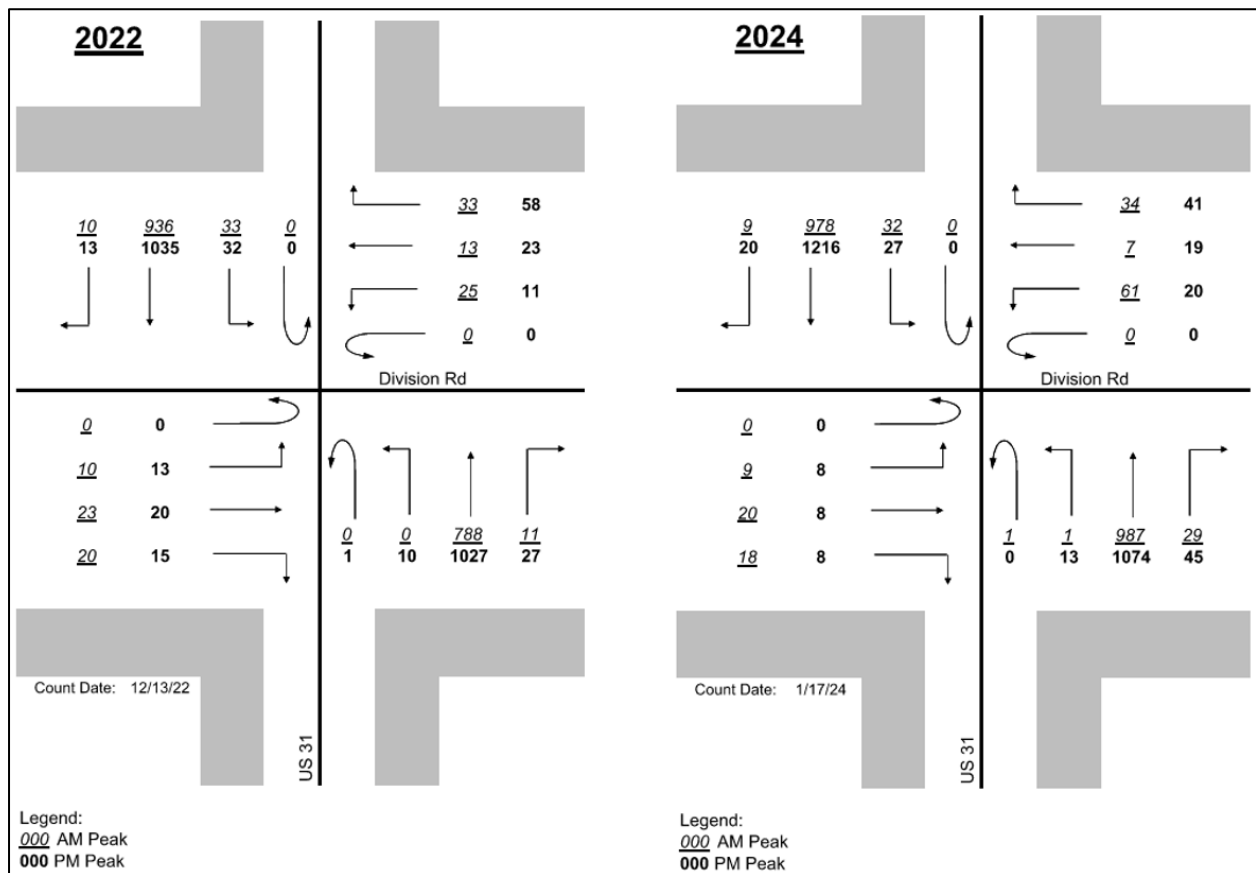 2022
10 936 33 0
13 1035 32 0
33 58
13 23
25 11
0 0
Division Rd
0 0
10 13
23 20
20 15
0 0 788 11
1 10 1027 27
Count Date: 12/13/22
US 31
Legend:
000 AM Peak
000 PM Peak
2024
9 978 32 0
20 1216 27 0
34 41
7 19
61 20
0 0
Division Rd
0 0
9 8
20 8
18 8
1 1 987 29
0 13 1074 45
Count Date: 1/17/24
US 31
Legend:
000 AM Peak
000 PM Peak